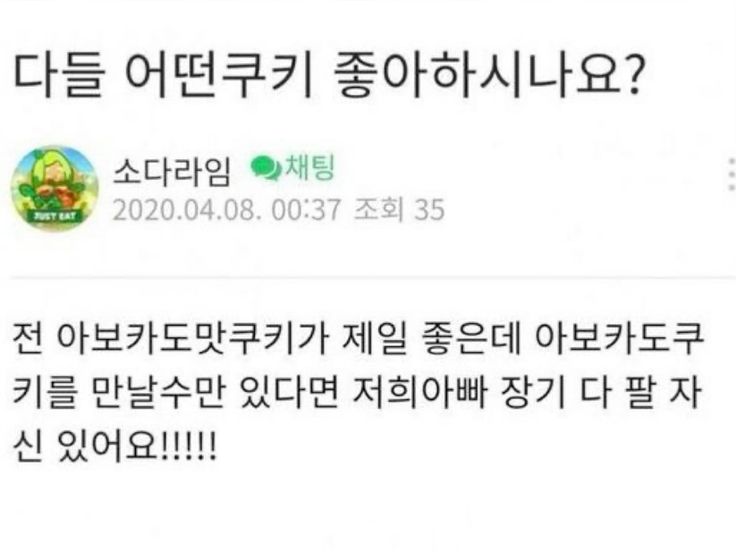 다들 어떤쿠키 좋아하시나요?
소다라임 채팅
2020.04.08. 00:37 조회 35
JUST EAT
전 아보카도맛쿠키가 제일 좋은데 아보카도쿠
키를 만날수만 있다면 저희아빠 장기 다 팔 자
신 있어요!!!!!